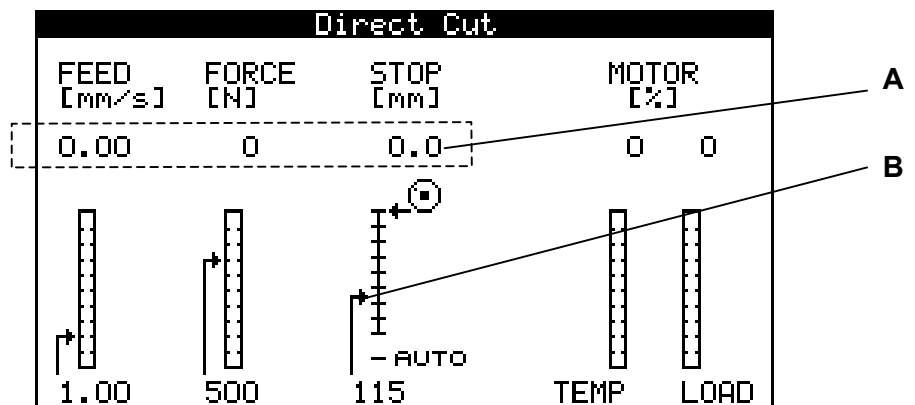 Direct Cut
FEED FORCE STOP MOTOR
[mm/s] [N] [mm] [%]
A
0.00 0 0.0 0 0
B
- AUTO
1.00 500 115 TEMP LOAD